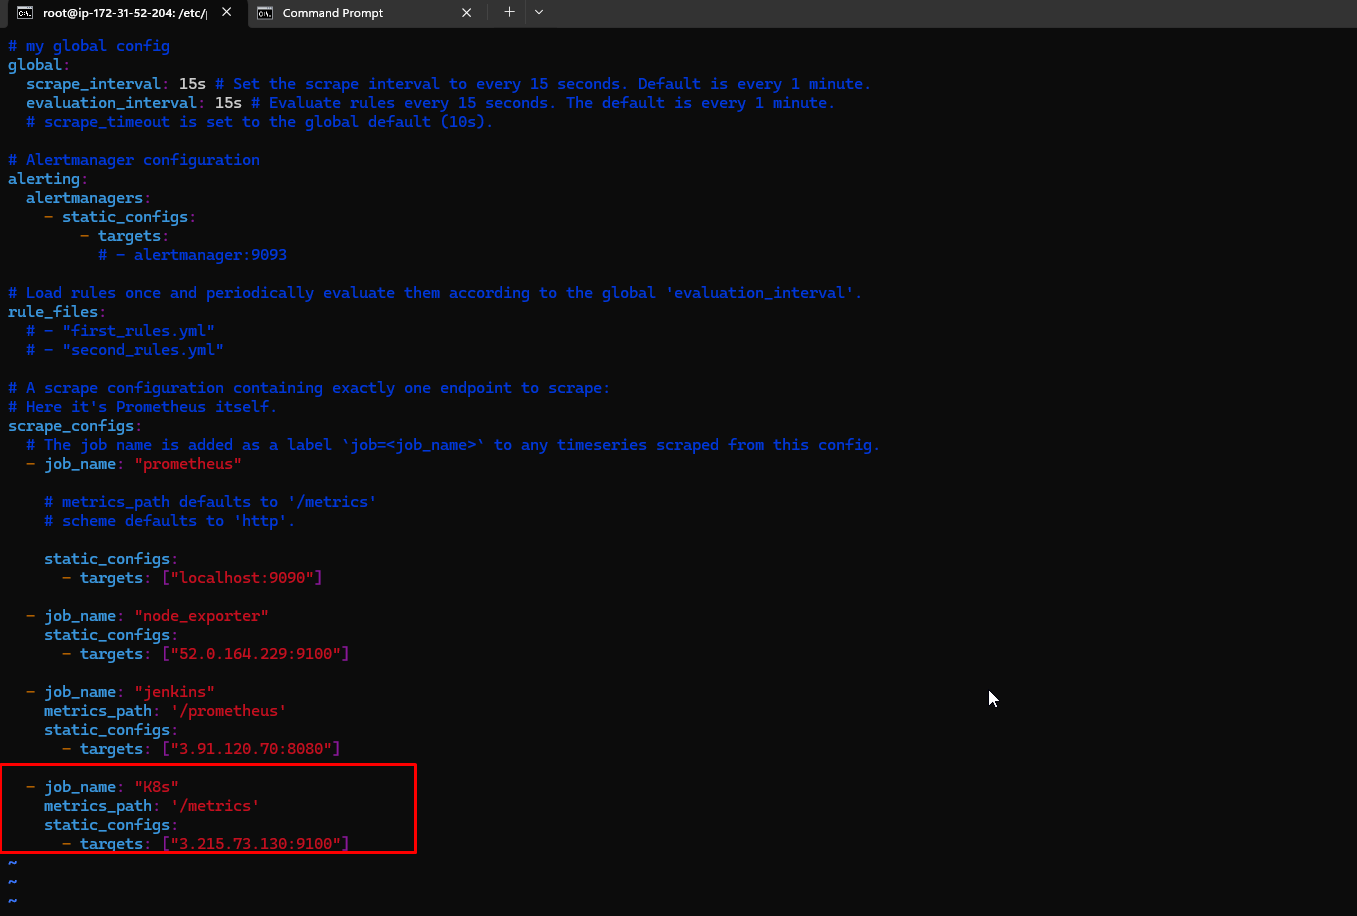 root@ip-172-31-52-204: /etc/p
Command Prompt
# my global config
global:
  scrape_interval: 15s # Set the scrape interval to every 15 seconds. Default is every 1 minute.
  evaluation_interval: 15s # Evaluate rules every 15 seconds. The default is every 1 minute.
  # scrape_timeout is set to the global default (10s).
# Alertmanager configuration
alerting:
  alertmanagers:
    - static_configs:
        - targets:
          # - alertmanager:9093
# Load rules once and periodically evaluate them according to the global 'evaluation_interval'.
rule_files:
  # - "first_rules.yml"
  # - "second_rules.yml"
# A scrape configuration containing exactly one endpoint to scrape:
# Here it's Prometheus itself.
scrape_configs:
  # The job name is added as a label `job=<job_name>` to any timeseries scraped from this config.
  - job_name: "prometheus"
    # metrics_path defaults to '/metrics'
    # scheme defaults to 'http'.
    static_configs:
      - targets: ["localhost:9090"]
  - job_name: "node_exporter"
    static_configs:
      - targets: ["52.0.164.229:9100"]
  - job_name: "jenkins"
    metrics_path: '/prometheus'
    static_configs:
      - targets: ["3.91.120.70:8080"]
  - job_name: "K8s"
    metrics_path: '/metrics'
    static_configs:
      - targets: ["3.215.73.130:9100"]
~
~
~